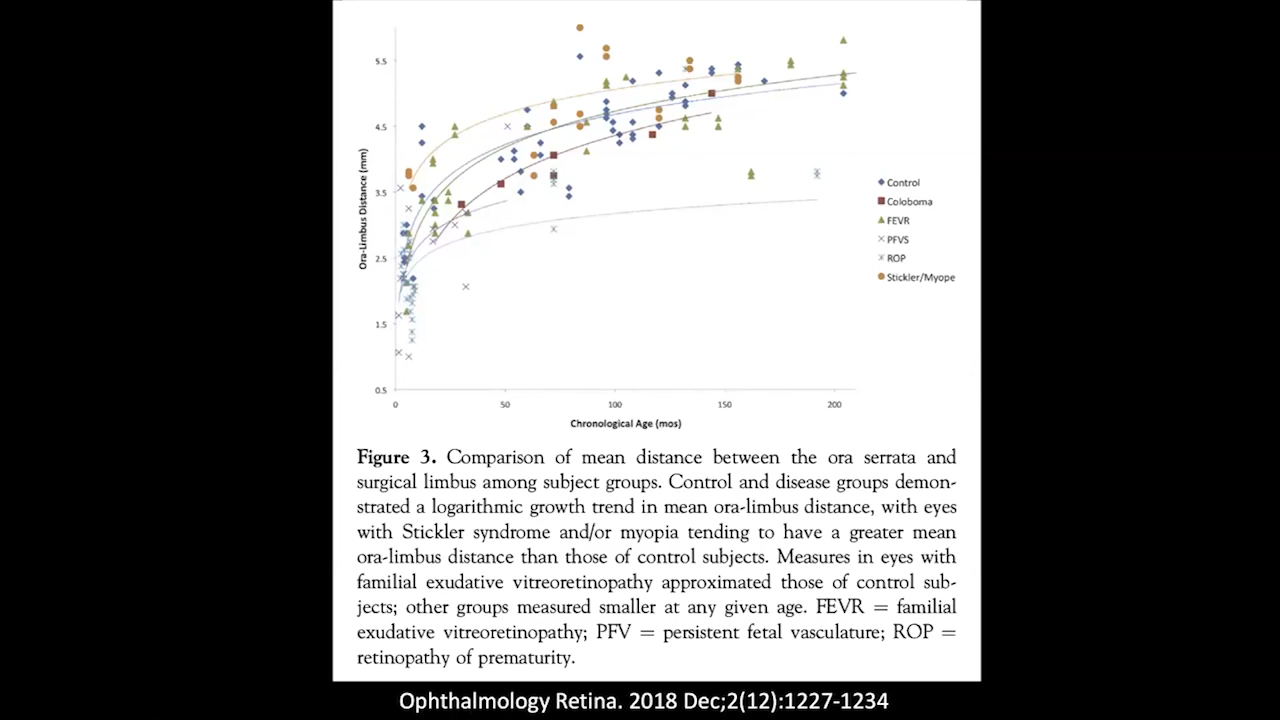 5.5
4.5
3.5
2.5
1.5
0.5
Ora-Limbus Distance (mm)
0
50
100
150
200
Chronological Age (mos)
Control
Coloboma
FEVR
PFVS
ROP
Stickler/Myope
Figure 3. Comparison of mean distance between the ora serrata and
surgical limbus among subject groups. Control and disease groups demon-
strated a logarithmic growth trend in mean ora-limbus distance, with eyes
with Stickler syndrome and/or myopia tending to have a greater mean
ora-limbus distance than those of control subjects. Measures in eyes with
familial exudative vitreoretinopathy approximated those of control sub-
jects; other groups measured smaller at any given age. FEVR = familial
exudative vitreoretinopathy; PFV = persistent fetal vasculature; ROP =
retinopathy of prematurity.
Ophthalmology Retina. 2018 Dec;2(12):1227-1234